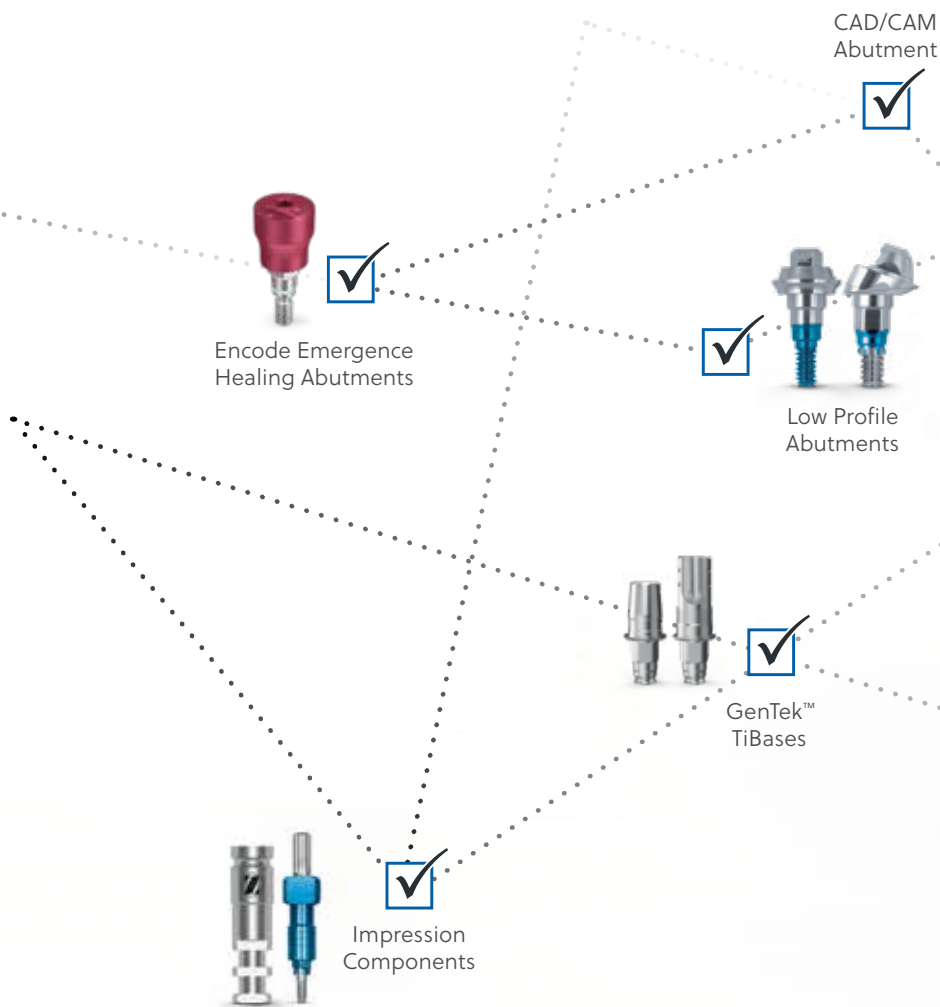 CAD/CAM
Abutment
Encode Emergence
Healing Abutments
Low Profile
Abutments
GenTek™
TiBases
Impression
Components